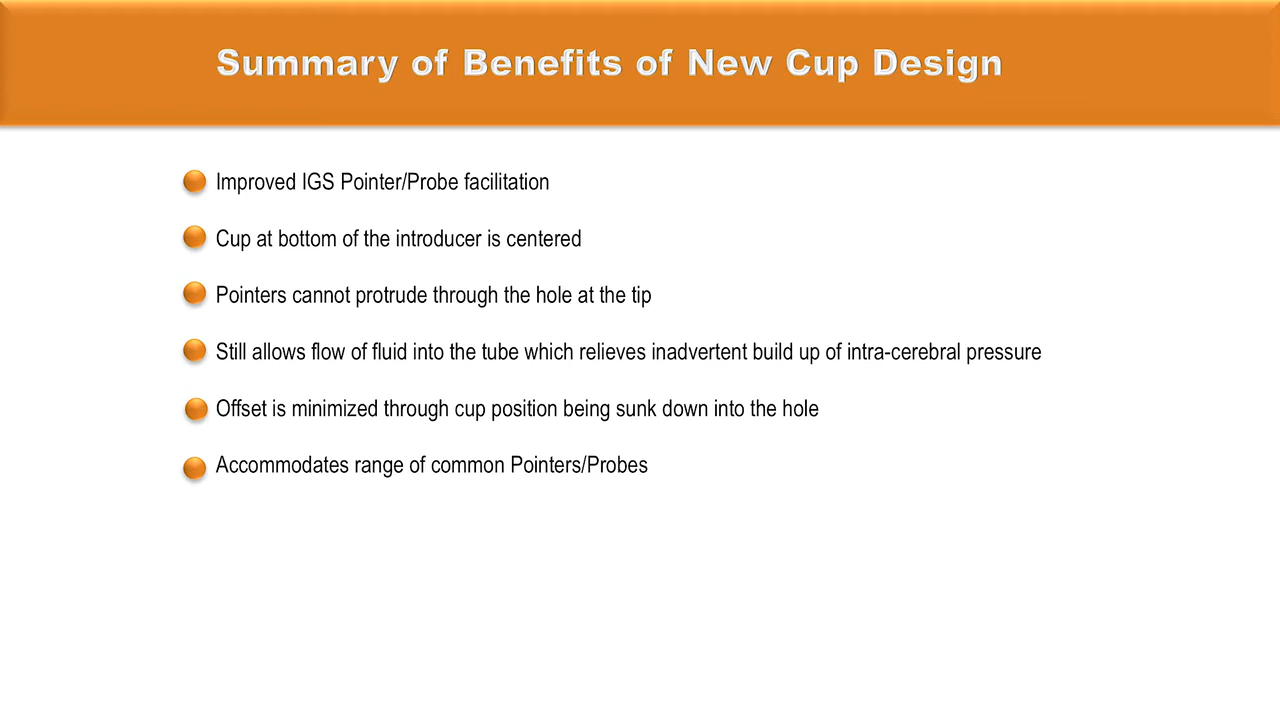 Summary of Benefits of New Cup Design
Improved IGS Pointer/Probe facilitation
Cup at bottom of the introducer is centered
Pointers cannot protrude through the hole at the tip
Still allows flow of fluid into the tube which relieves inadvertent build up of intra-cerebral pressure
Offset is minimized through cup position being sunk down into the hole
Accommodates range of common Pointers/Probes